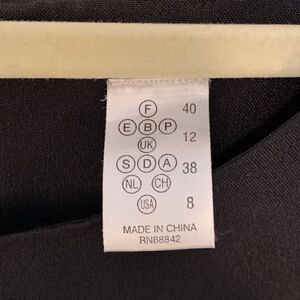 F 40
E B P
UK 12
S D A 38
NL CH
USA 8
MADE IN CHINA
RN88842